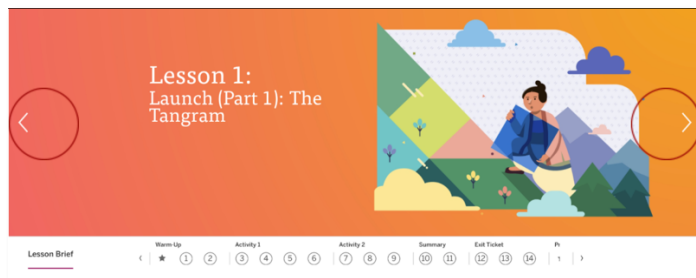 Lesson 1:
Launch (Part 1): The
Tangram
Warm-Up Activity 1 Activity 2 Summary Exit Ticket Pr
Lesson Brief ‹ ★ 1 2 3 4 5 6 7 8 9 10 11 12 13 14 1 ›